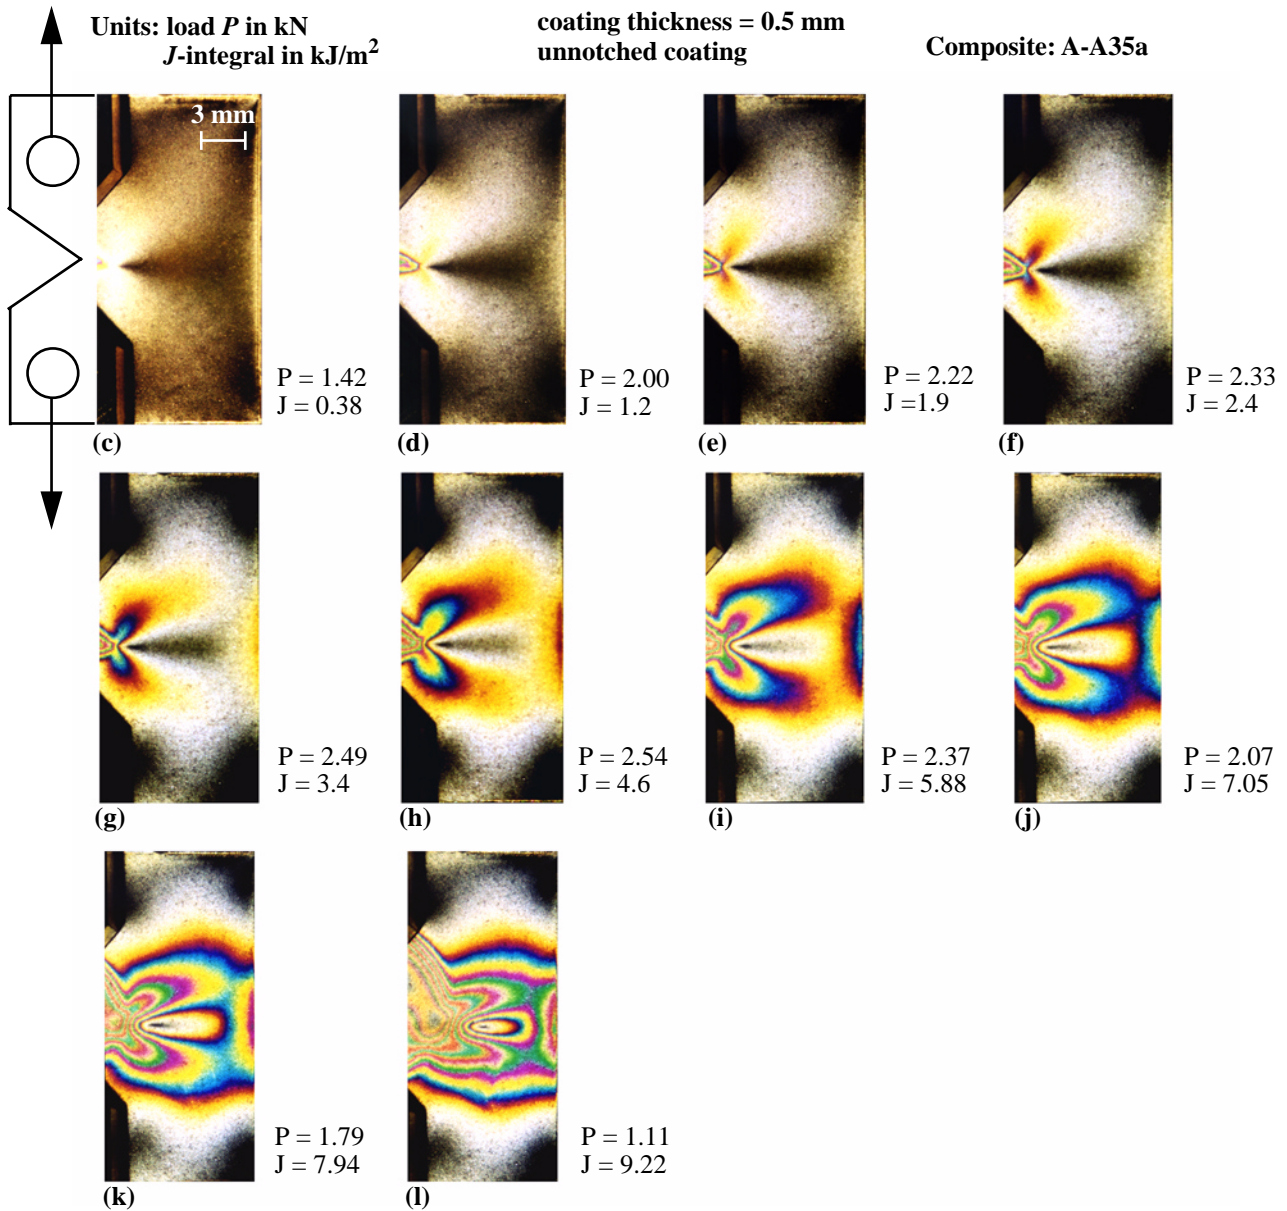 Units: load P in kN
J-integral in kJ/m2
coating thickness = 0.5 mm
unnotched coating
Composite: A-A35a
3 mm
P = 1.42
J = 0.38
(c)
P = 2.00
J = 1.2
(d)
P = 2.22
J =1.9
(e)
P = 2.33
J = 2.4
(f)
P = 2.49
J = 3.4
(g)
P = 2.54
J = 4.6
(h)
P = 2.37
J = 5.88
(i)
P = 2.07
J = 7.05
(j)
P = 1.79
J = 7.94
(k)
P = 1.11
J = 9.22
(l)